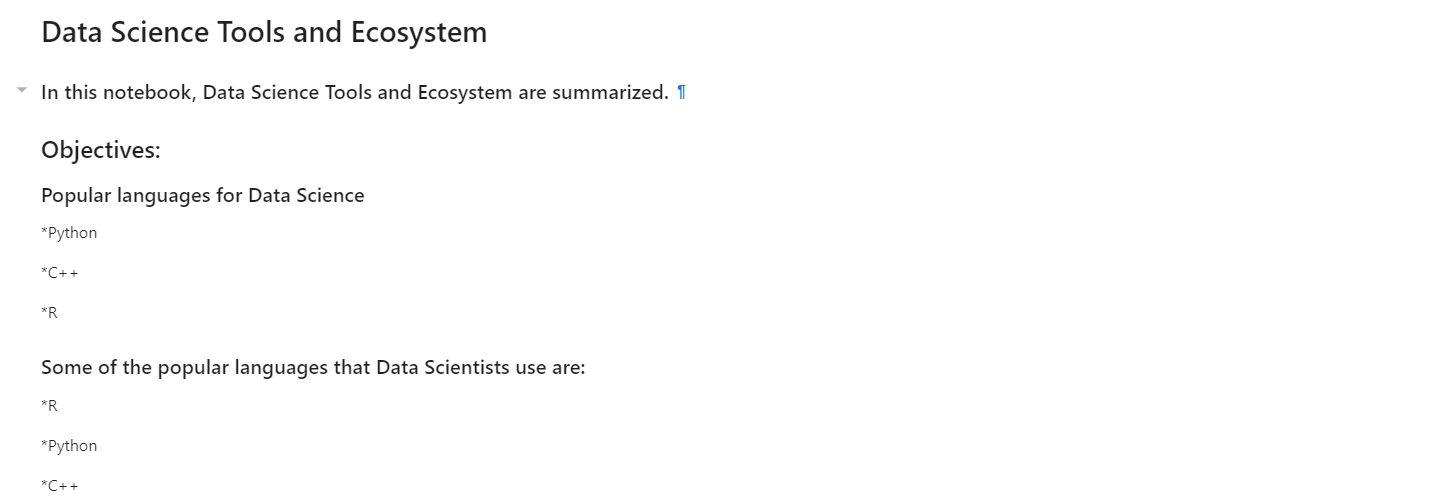 Data Science Tools and Ecosystem
In this notebook, Data Science Tools and Ecosystem are summarized. ¶
Objectives:
Popular languages for Data Science
*Python
*C++
*R
Some of the popular languages that Data Scientists use are:
*R
*Python
*C++